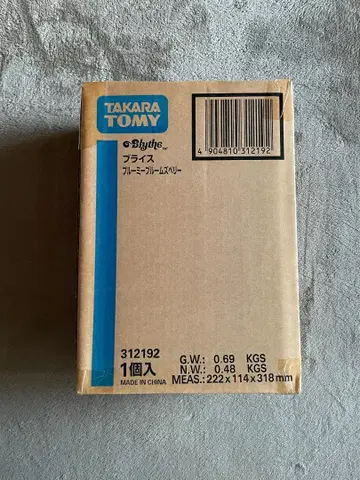 TAKARA
TOMY
Blythe
ブライス
ブルーミーブルームズベリー
4 904810 312192
312192
1個入
MADE IN CHINA
G.W.: 0.69 KGS
N.W.: 0.48 KGS
MEAS.: 222x114x318mm